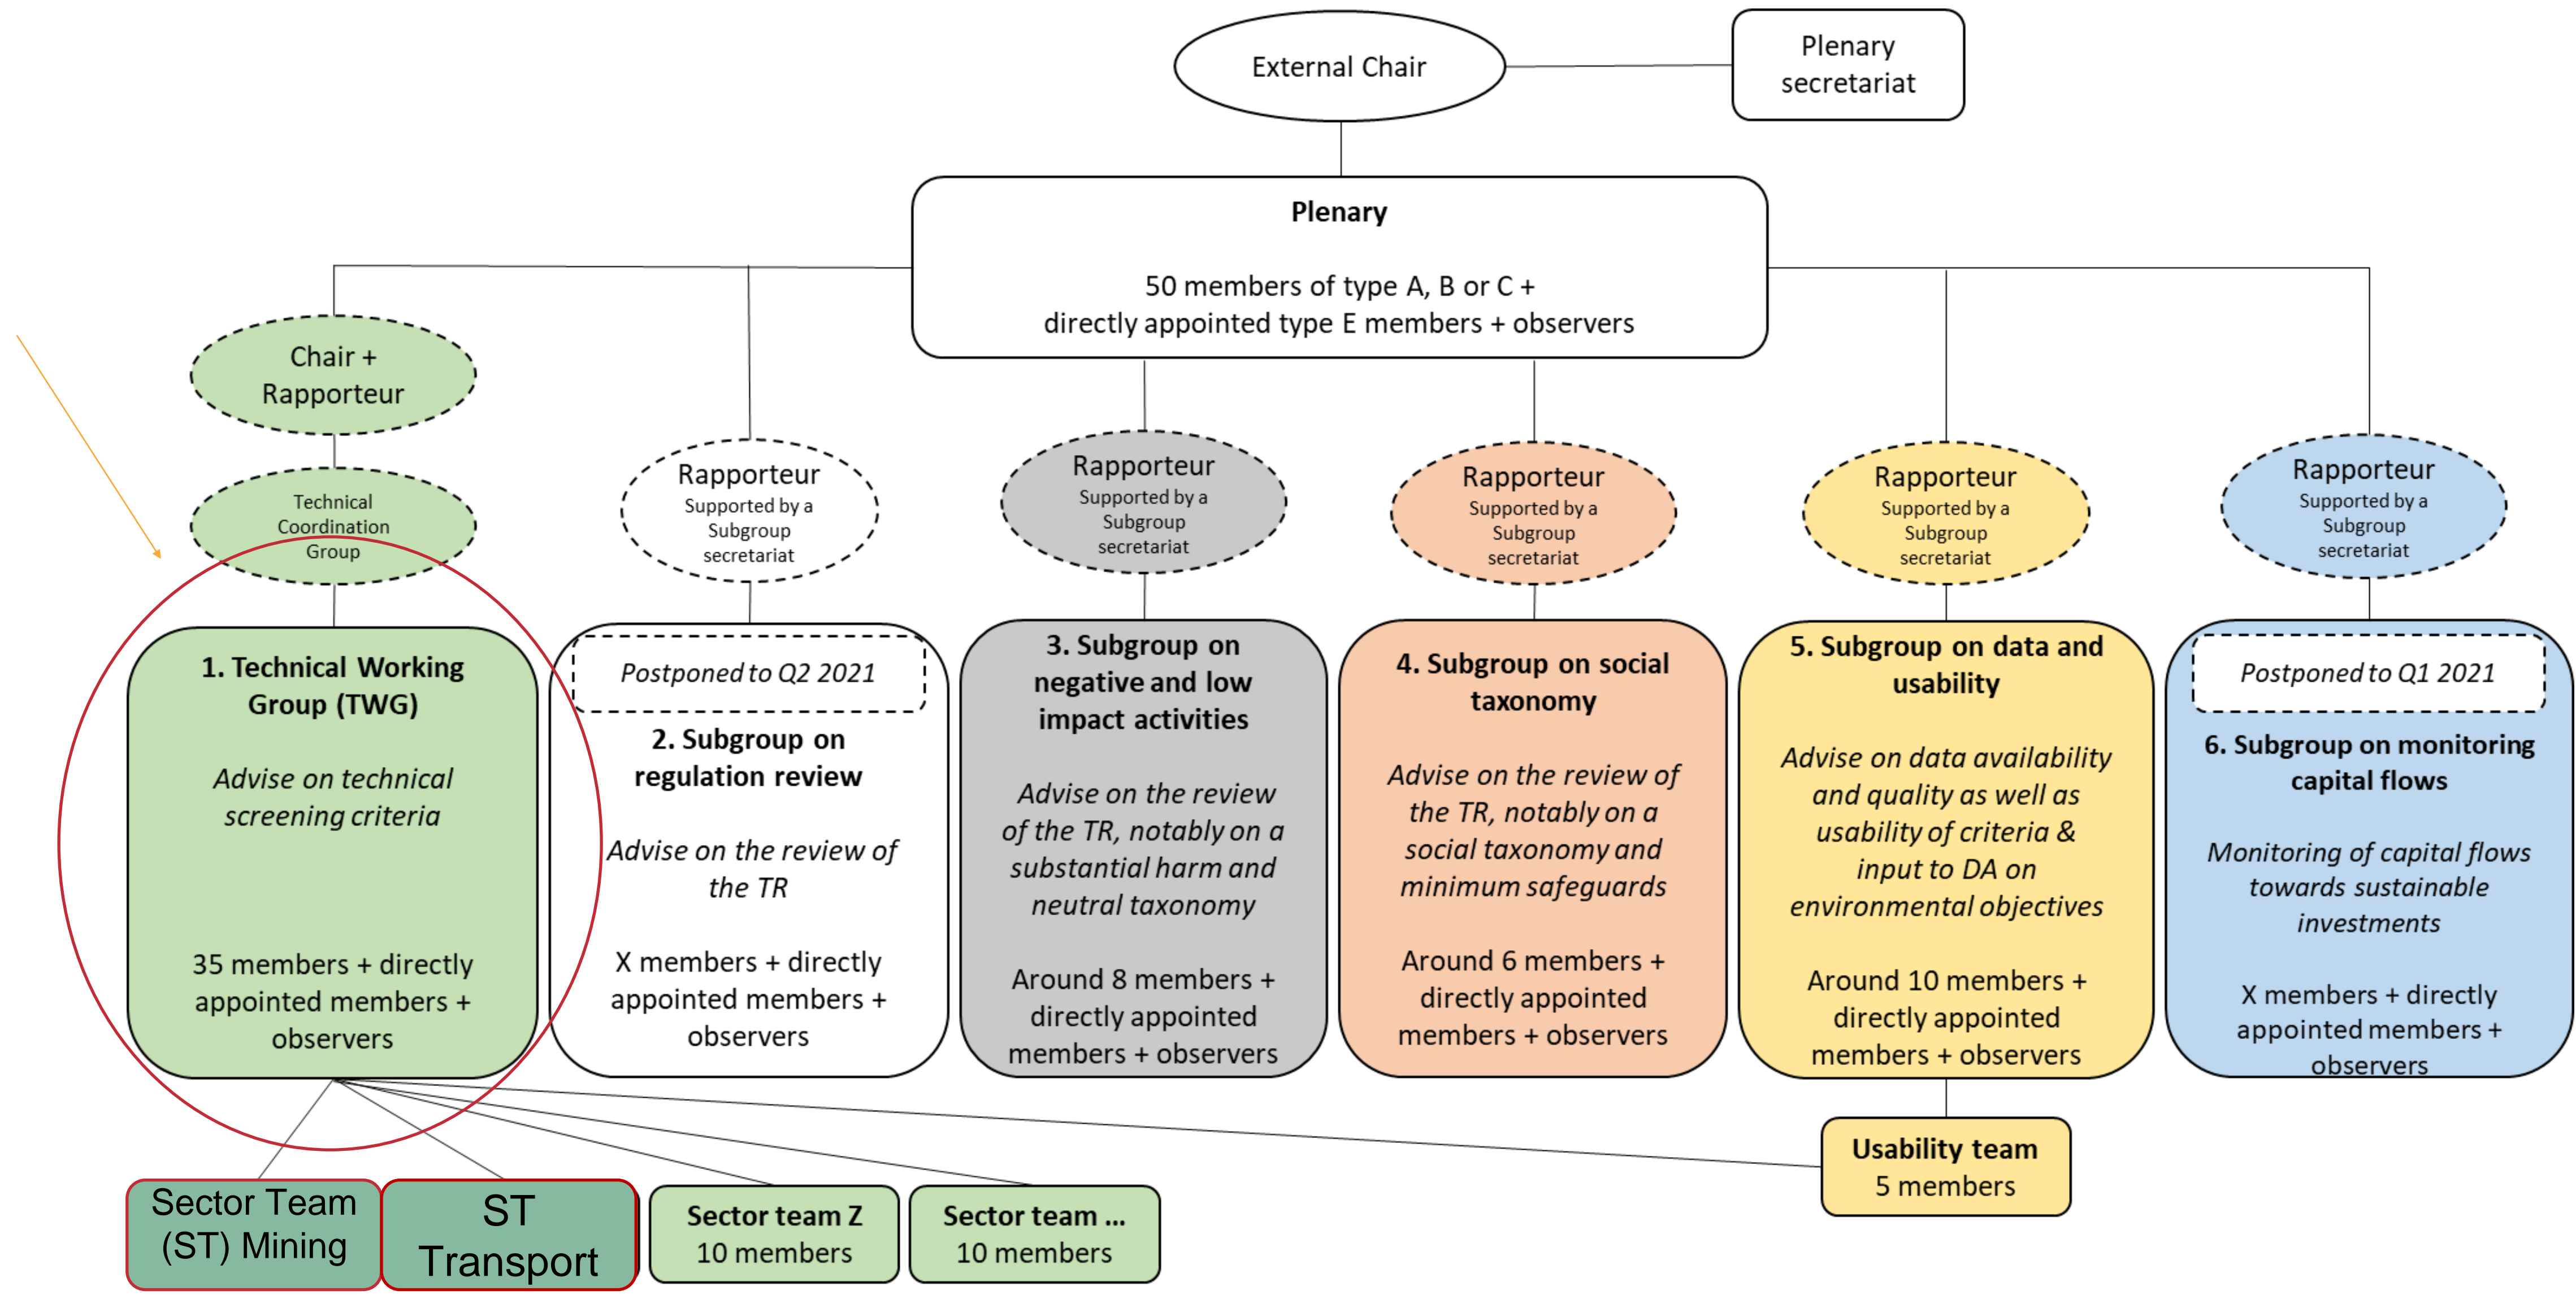 External Chair
Plenary
secretariat
Plenary
50 members of type A, B or C +
directly appointed type E members + observers
Chair +
Rapporteur
Technical
Coordination
Group
Rapporteur
Supported by a
Subgroup
secretariat
Rapporteur
Supported by a
Subgroup
secretariat
Rapporteur
Supported by a
Subgroup
secretariat
Rapporteur
Supported by a
Subgroup
secretariat
Rapporteur
Supported by a
Subgroup
secretariat
1. Technical Working
Group (TWG)
Advise on technical
screening criteria
35 members + directly
appointed members +
observers
Postponed to Q2 2021
2. Subgroup on
regulation review
Advise on the review of
the TR
X members + directly
appointed members +
observers
3. Subgroup on
negative and low
impact activities
Advise on the review
of the TR, notably on a
substantial harm and
neutral taxonomy
Around 8 members +
directly appointed
members + observers
4. Subgroup on social
taxonomy
Advise on the review of
the TR, notably on a
social taxonomy and
minimum safeguards
Around 6 members +
directly appointed
members + observers
5. Subgroup on data and
usability
Advise on data availability
and quality as well as
usability of criteria &
input to DA on
environmental objectives
Around 10 members +
directly appointed
members + observers
Postponed to Q1 2021
6. Subgroup on monitoring
capital flows
Monitoring of capital flows
towards sustainable
investments
X members + directly
appointed members +
observers
Usability team
5 members
Sector Team
(ST) Mining
ST
Transport
Sector team Z
10 members
Sector team ...
10 members